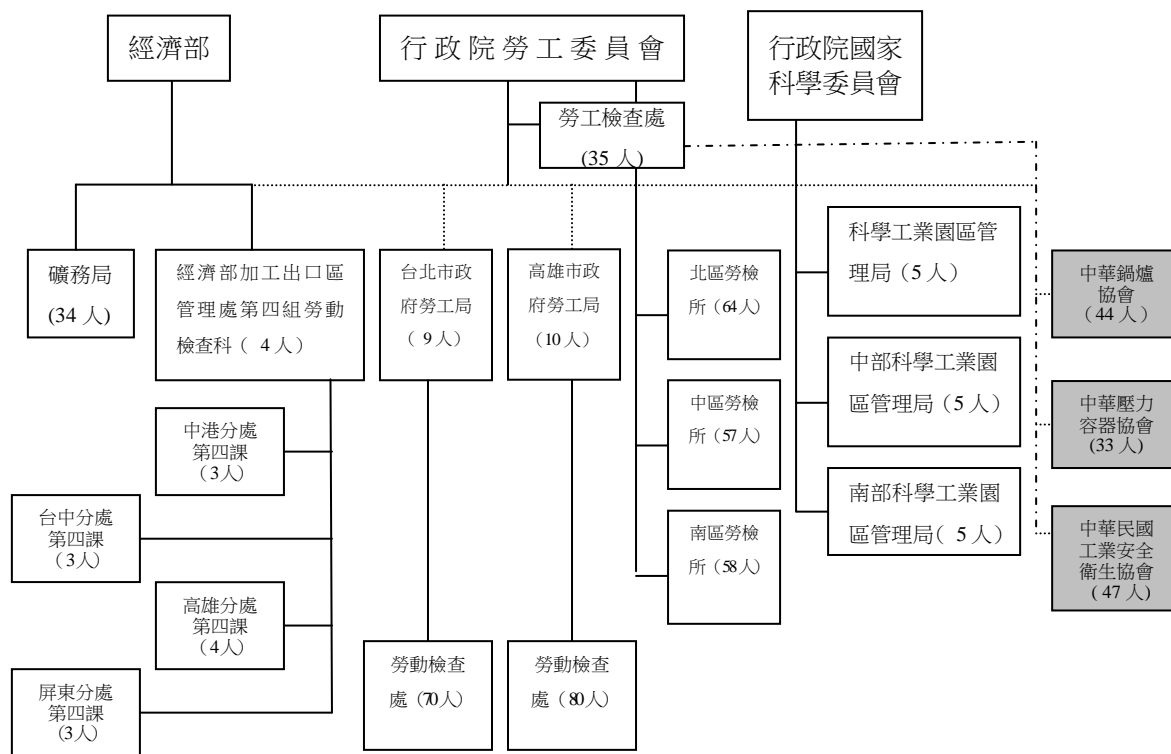 經濟部
行政院勞工委員會
行政院國家
科學委員會
勞工檢查處
(35 人)
礦務局
(34 人)
經濟部加工出口區
管理處第四組勞動
檢查科( 4人)
台北市政
府勞工局
( 9人)
高雄市政
府勞工局
(10人)
北區勞檢
所(64人)
科學工業園區管
理局(5人)
中華鍋爐
協會
(44人)
中區勞檢
所(57人)
中部科學工業園
區管理局(5人)
中華壓力
容器協會
(33人)
中港分處
第四課
(3人)
南區勞檢
所(58人)
南部科學工業園
區管理局( 5人)
中華民國
工業安全
衛生協會
(47人)
台中分處
第四課
(3人)
高雄分處
第四課
(4人)
屏東分處
第四課
(3人)
勞動檢查
處(70人)
勞動檢查
處(80人)